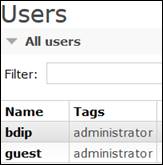 Users
All users
Filter:
Name Tags
bdip administrator
guest administrator